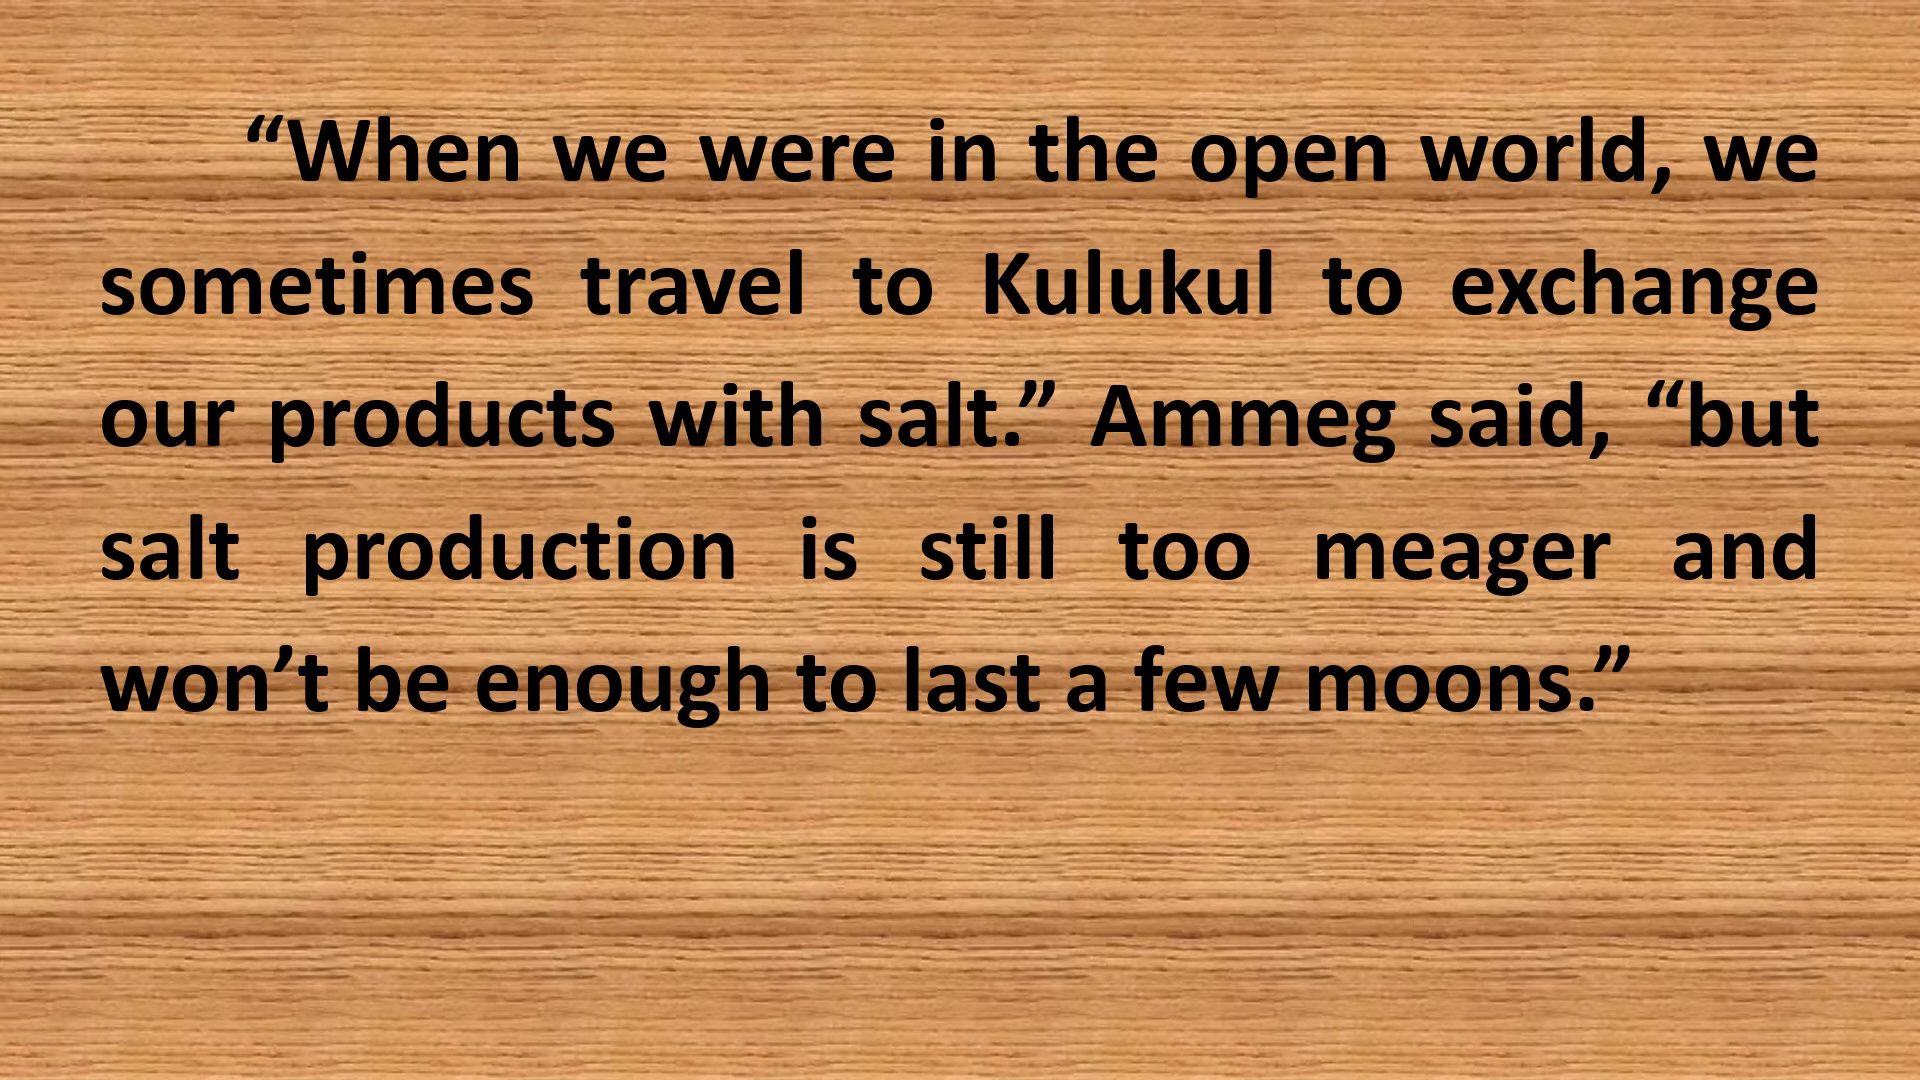 “When we were in the open world, we
sometimes travel to Kulukul to exchange
our products with salt.” Ammeg said, “but
salt production is still too meager and
won’t be enough to last a few moons.”